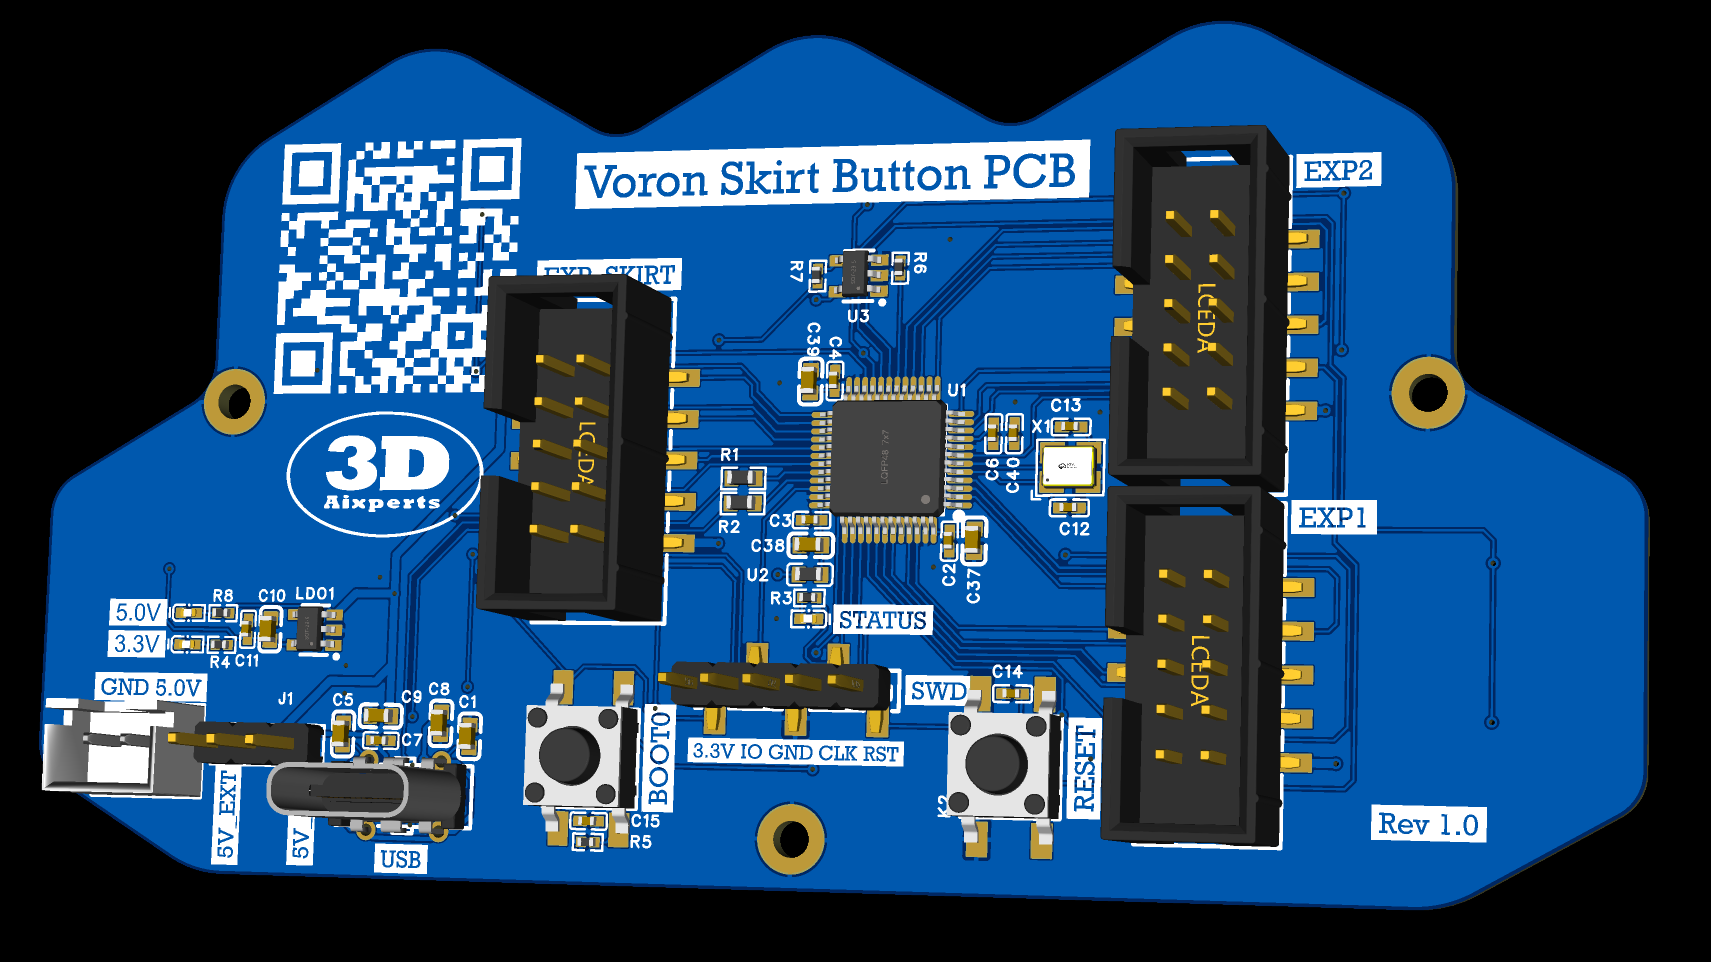 Voron Skirt Button PCB
EXP2
EXP_SKIRT
R7
R6
U3
C39
C4
U1
LCEDA
LCEDA
3D
Aixperts
R1
R2
LQFP48 7x7
C6
C40
X1
C13
C12
EXP1
C3
C38
U2
R3
C2
C37
STATUS
5.0V
3.3V
R8
C10
LDO1
R4
C11
LCEDA
GND 5.0V
J1
C5
C9
C8
C1
C7
SWD
C14
3.3V IO GND CLK RST
BOOT0
RESET
5V_EXT
5V
USB
C15
R5
Rev 1.0